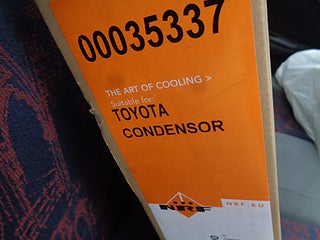 00035337
THE ART OF COOLING >
Suitable for:
TOYOTA
CONDENSOR
NRF
NRF.EU